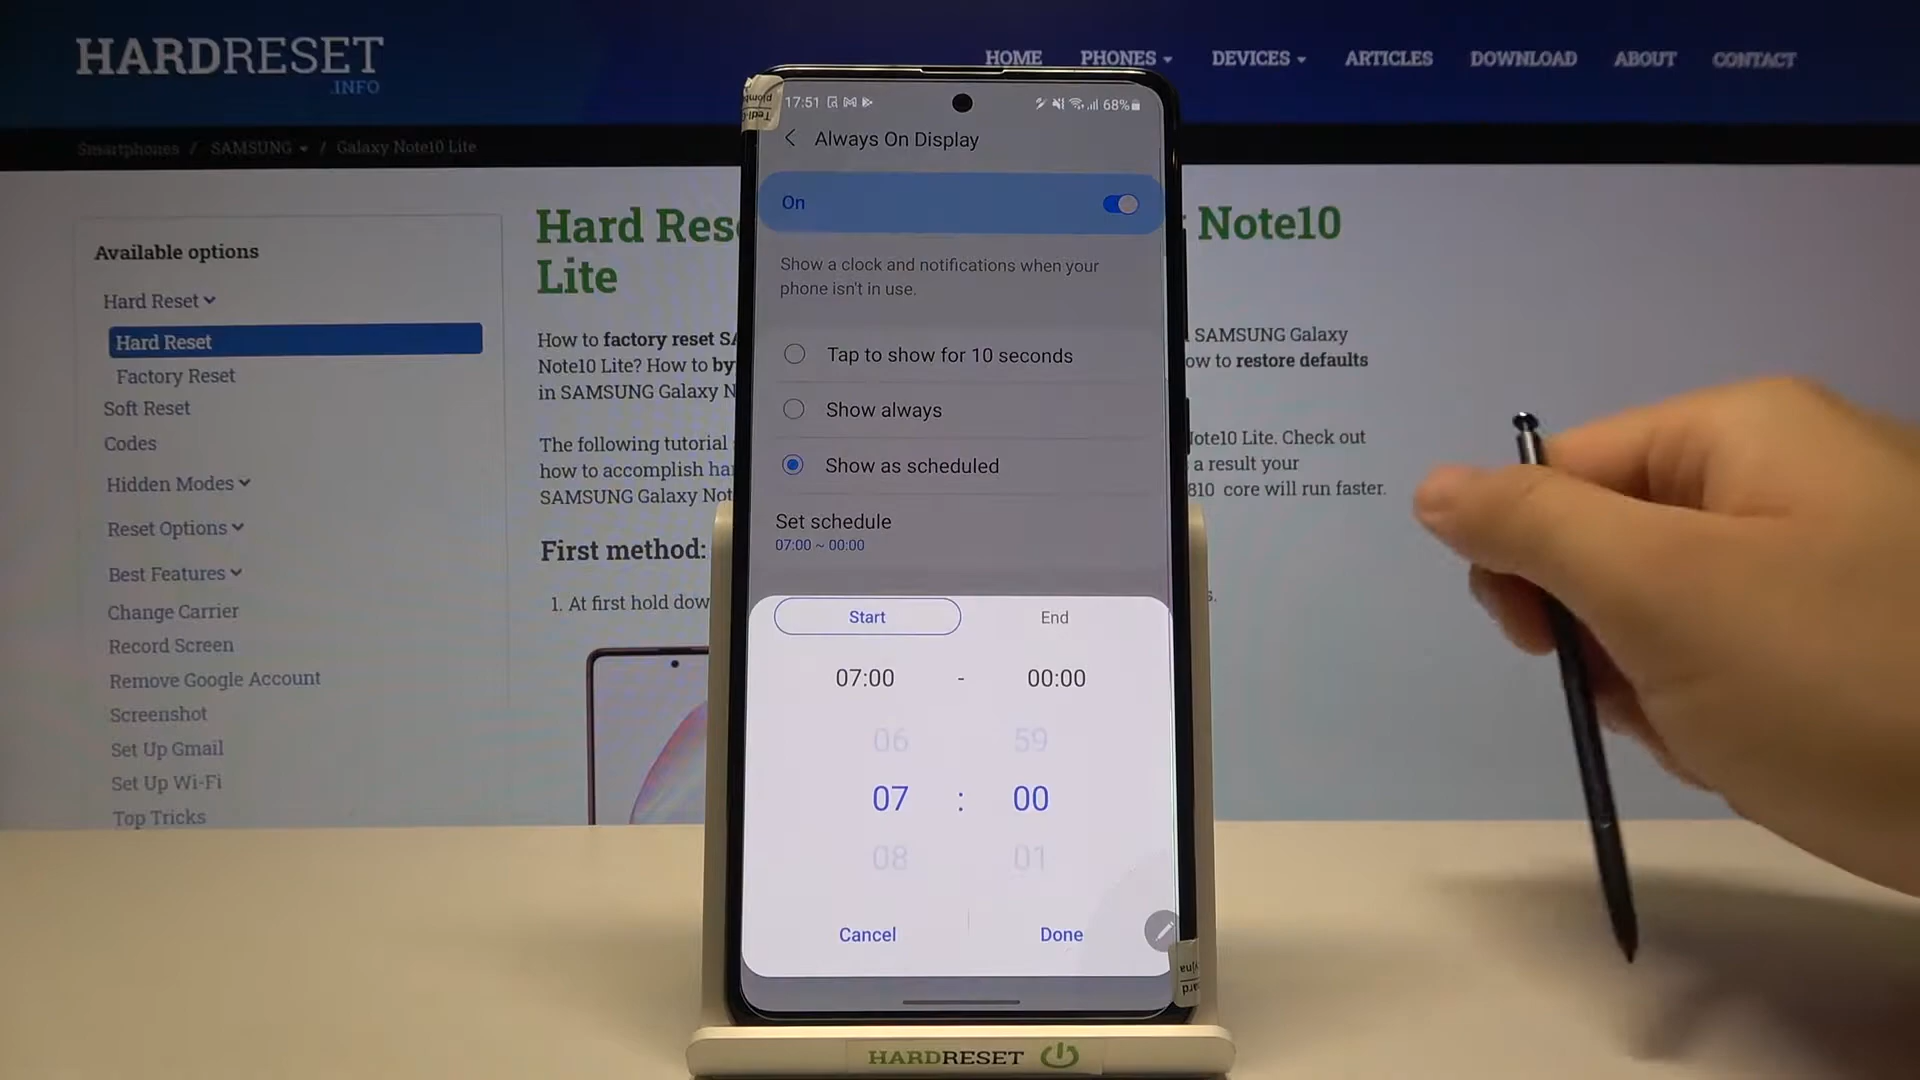 HARDRESET
.INFO
HOME PHONES DEVICES ARTICLES DOWNLOAD ABOUT CONTACT
Smartphones / SAMSUNG / Galaxy Note10 Lite
Available options
Hard Reset
Hard Reset
Factory Reset
Soft Reset
Codes
Hidden Modes
Reset Options
Best Features
Change Carrier
Record Screen
Remove Google Account
Screenshot
Set Up Gmail
Set Up Wi-Fi
Top Tricks
Hard Res Note10
Lite
How to factory reset SA SAMSUNG Galaxy
Note10 Lite? How to by ow to restore defaults
in SAMSUNG Galaxy N
The following tutorial Note10 Lite. Check out
how to accomplish ha a result your
SAMSUNG Galaxy Not 810 core will run faster.
First method:
1. At first hold dow s.
17:51 68%
Always On Display
On
Show a clock and notifications when your
phone isn't in use.
Tap to show for 10 seconds
Show always
Show as scheduled
Set schedule
07:00 ~ 00:00
Start End
07:00 - 00:00
06 59
07 : 00
08 01
Cancel Done
HARDRESET